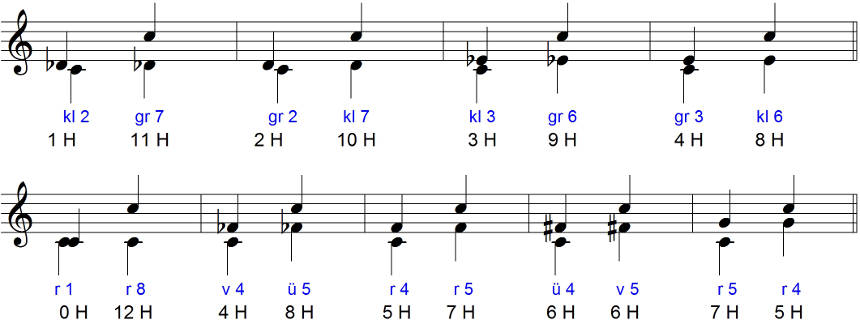 kl 2 gr 7 gr 2 kl 7 kl 3 gr 6 gr 3 kl 6
1 H 11 H 2 H 10 H 3 H 9 H 4 H 8 H
r 1 r 8 v 4 ü 5 r 4 r 5 ü 4 v 5 r 5 r 4
0 H 12 H 4 H 8 H 5 H 7 H 6 H 6 H 7 H 5 H